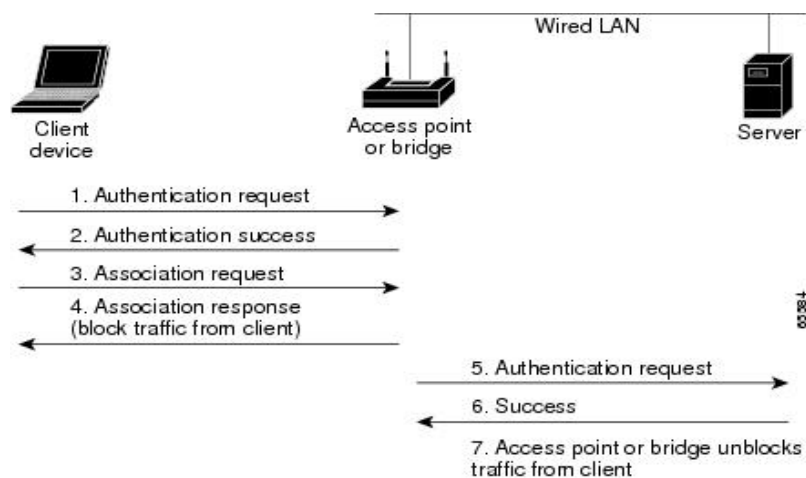 Wired LAN
Client
device
Access point
or bridge
Server
1. Authentication request
2. Authentication success
3. Association request
4. Association response
(block traffic from client)
65584
5. Authentication request
6. Success
7. Access point or bridge unblocks
traffic from client